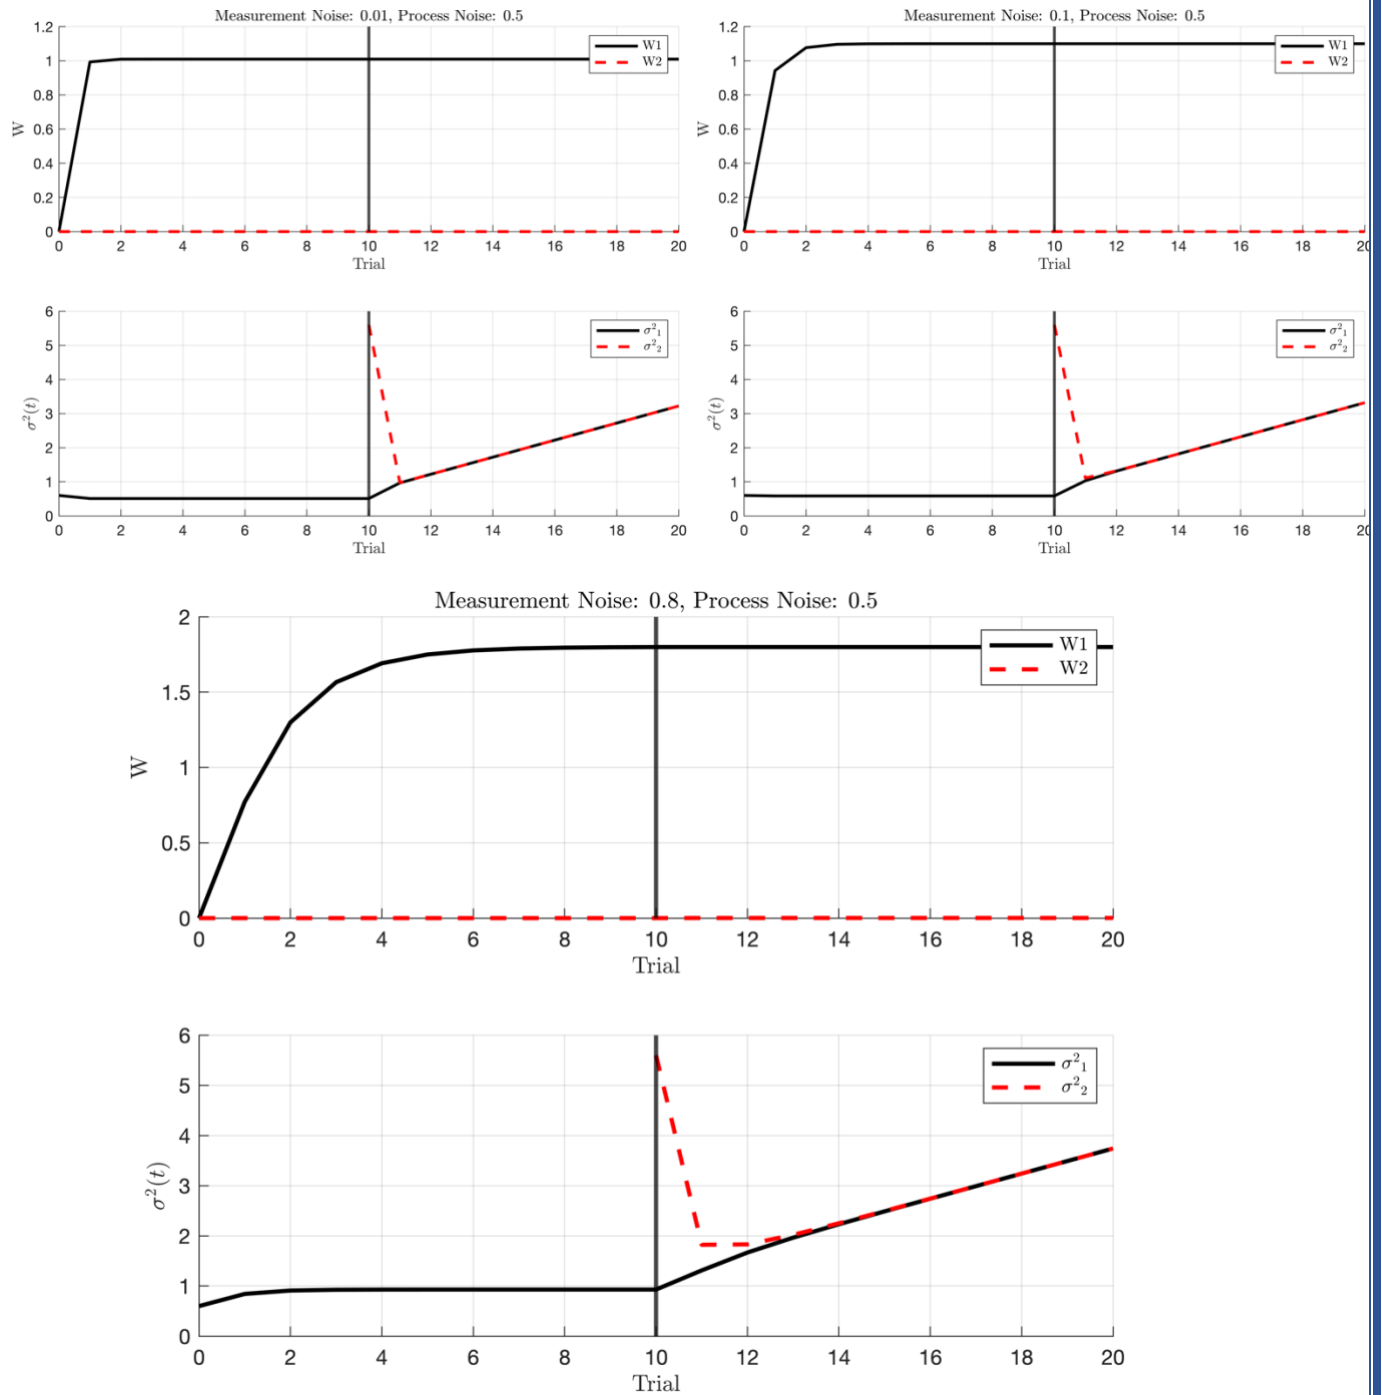 Measurement Noise: 0.01, Process Noise: 0.5
1.2
1
0.8
0.6
0.4
0.2
0
W
W1
W2
0 2 4 6 8 10 12 14 16 18 20
Trial
Measurement Noise: 0.1, Process Noise: 0.5
1.2
1
0.8
0.6
0.4
0.2
0
W
W1
W2
0 2 4 6 8 10 12 14 16 18 20
Trial
6
5
4
3
2
1
0
σ²(t)
σ²₁
σ²₂
0 2 4 6 8 10 12 14 16 18 20
Trial
6
5
4
3
2
1
0
σ²(t)
σ²₁
σ²₂
0 2 4 6 8 10 12 14 16 18 20
Trial
Measurement Noise: 0.8, Process Noise: 0.5
2
1.5
1
0.5
0
W
W1
W2
0 2 4 6 8 10 12 14 16 18 20
Trial
6
5
4
3
2
1
0
σ²(t)
σ²₁
σ²₂
0 2 4 6 8 10 12 14 16 18 20
Trial